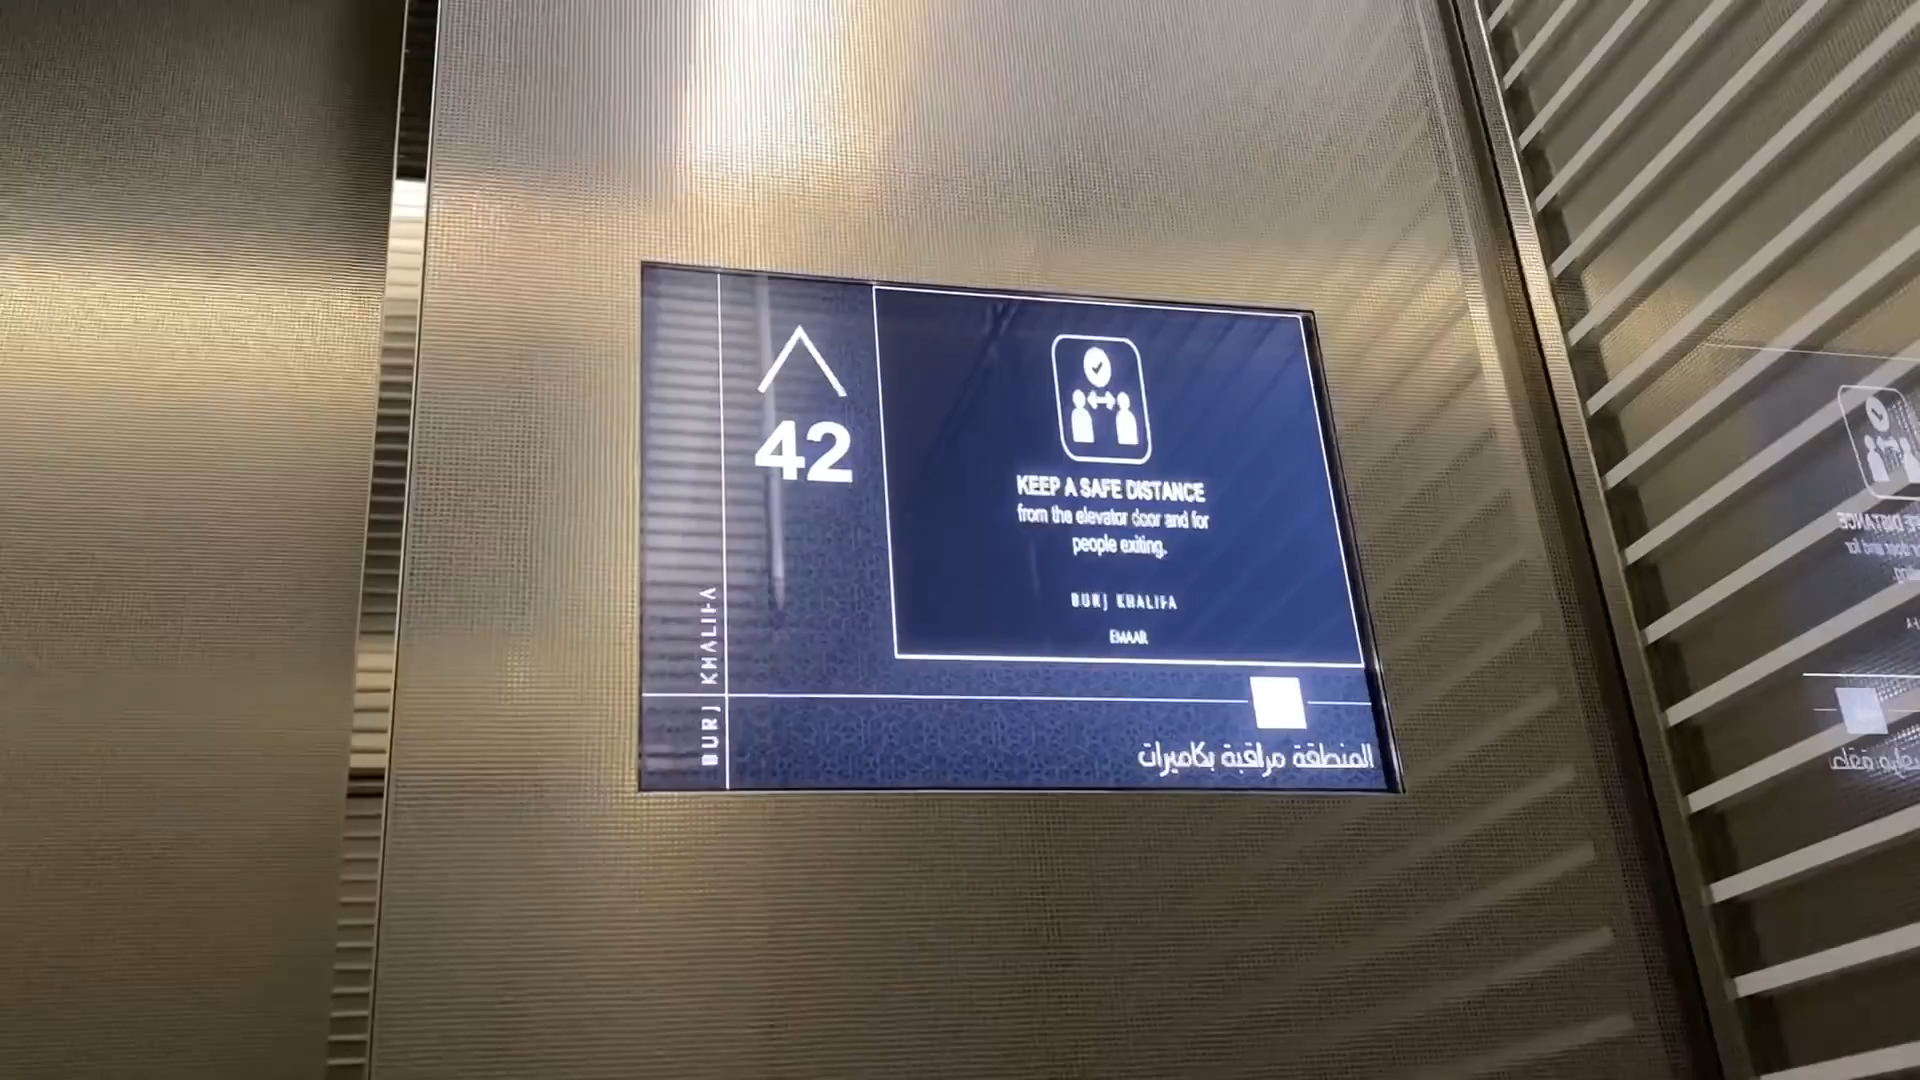 42
KEEP A SAFE DISTANCE
from the elevator door and for
people exiting.
BURJ KHALIFA
EMAAR
BURJ KHALIFA
المنطقة مراقبة بكاميرات